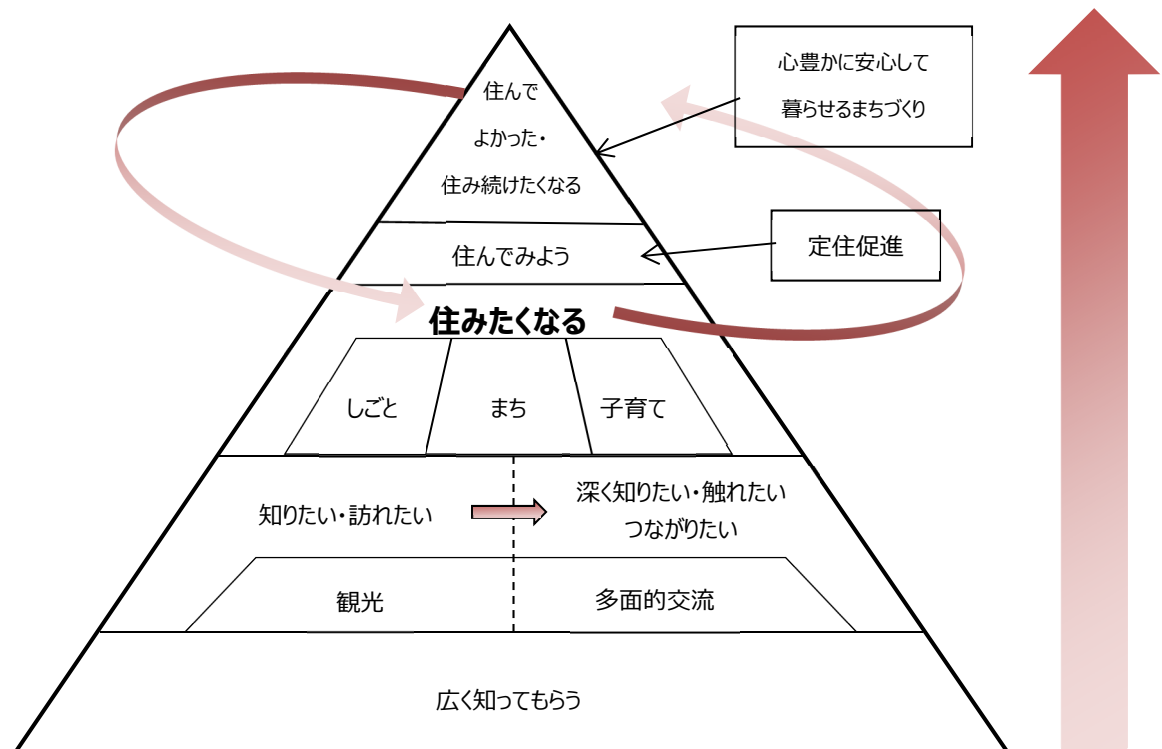 住んで
よかった・
住み続けたくなる
心豊かに安心して
暮らせるまちづくり
住んでみよう
定住促進
住みたくなる
しごと
まち
子育て
知りたい・訪れたい
深く知りたい・触れたい
つながりたい
観光
多面的交流
広く知ってもらう